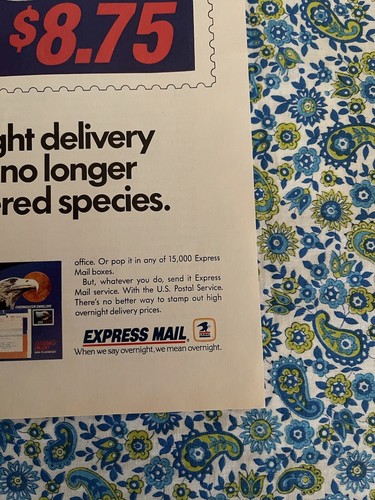 $8.75
ght delivery
no longer
red species.
office. Or pop it in any of 15,000 Express
Mail boxes.
But, whatever you do, send it Express
Mail service. With the U.S. Postal Service.
There's no better way to stamp out high
overnight delivery prices.
EXPRESS MAIL®
When we say overnight, we mean overnight.